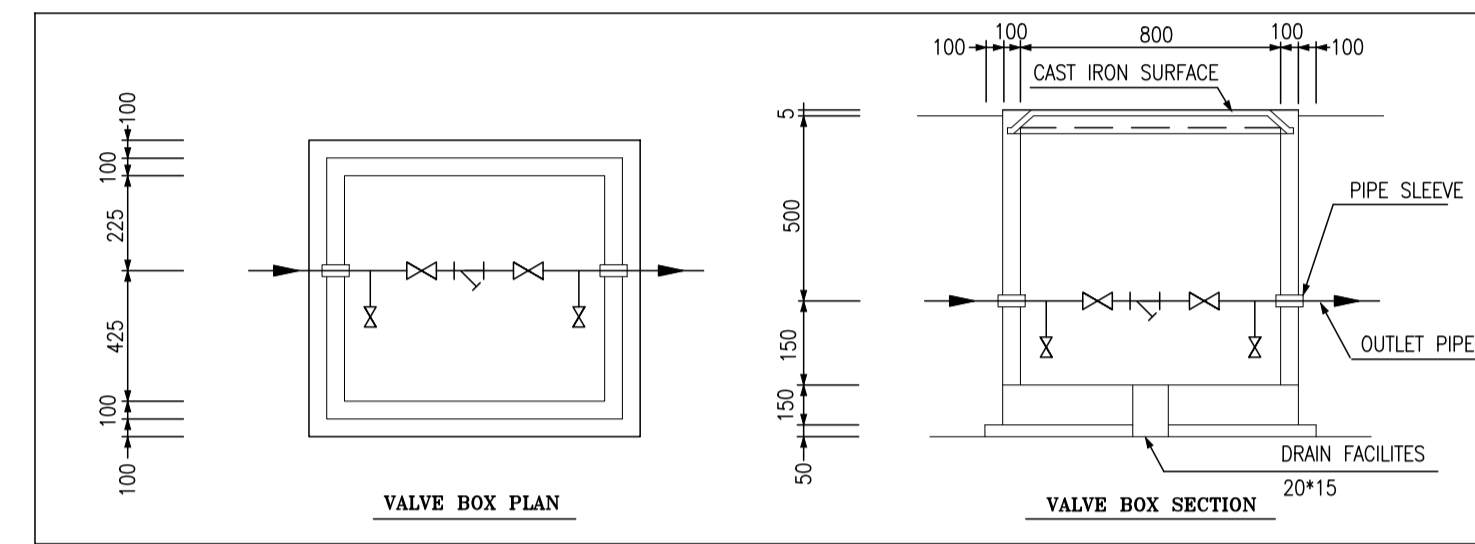 100
100
225
425
100
100
VALVE BOX PLAN
100 100 800 100 100
CAST IRON SURFACE
5
500
150
150
50
PIPE SLEEVE
OUTLET PIPE
DRAIN FACILITES
20*15
VALVE BOX SECTION